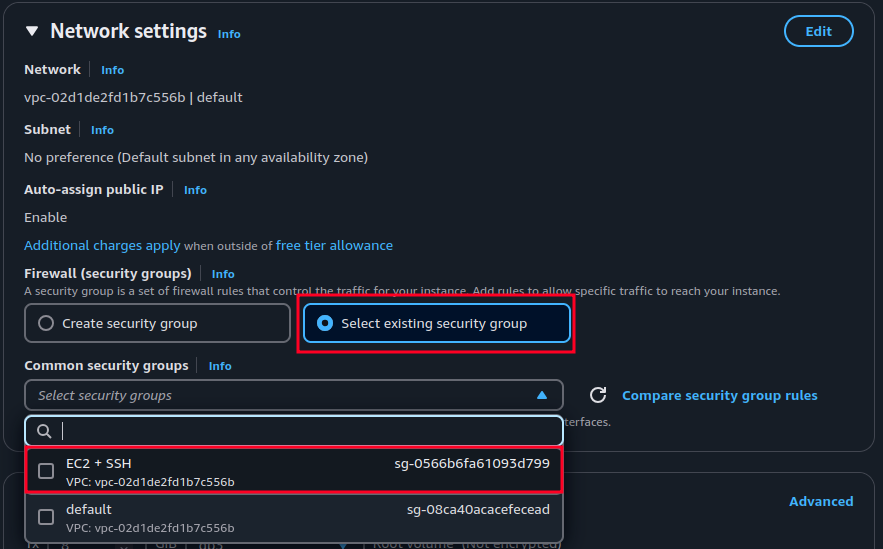 Network settings Info Edit
Network Info
vpc-02d1de2fd1b7c556b | default
Subnet Info
No preference (Default subnet in any availability zone)
Auto-assign public IP Info
Enable
Additional charges apply when outside of free tier allowance
Firewall (security groups) Info
A security group is a set of firewall rules that control the traffic for your instance. Add rules to allow specific traffic to reach your instance.
Create security group Select existing security group
Common security groups Info
Select security groups Compare security group rules
terfaces.
EC2 + SSH sg-0566b6fa61093d799
VPC: vpc-02d1de2fd1b7c556b
default sg-08ca40acacefecead Advanced
VPC: vpc-02d1de2fd1b7c556b
1x 8 GiB gp3 Root volume (Not encrypted)